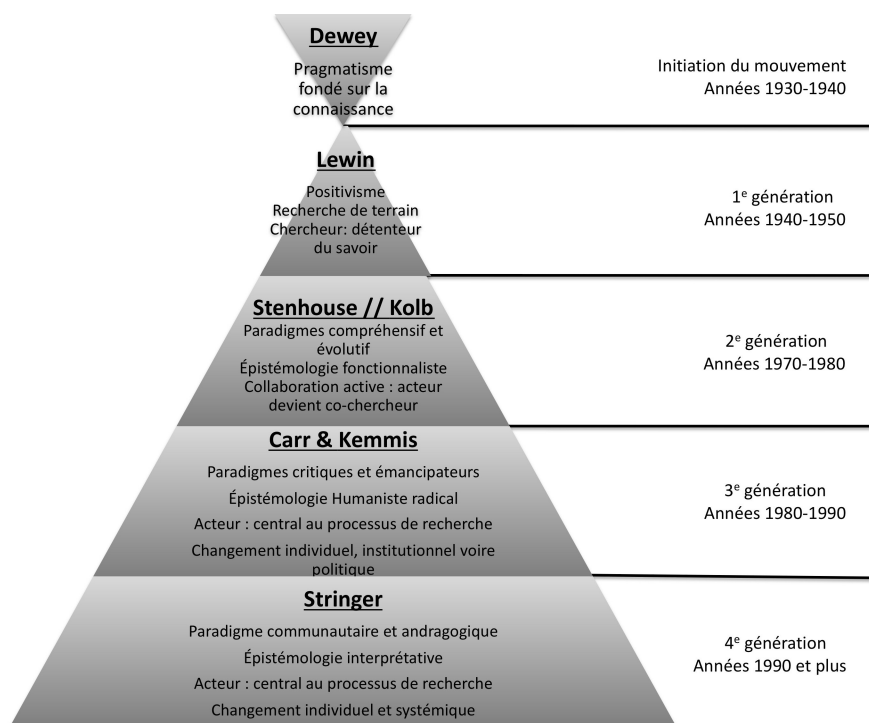 Dewey
Pragmatisme
fondé sur la
connaissance
Initiation du mouvement
Années 1930-1940
Lewin
Positivisme
Recherche de terrain
Chercheur: détenteur
du savoir
1e génération
Années 1940-1950
Stenhouse // Kolb
Paradigmes compréhensif et
évolutif
Épistémologie fonctionnaliste
Collaboration active : acteur
devient co-chercheur
2e génération
Années 1970-1980
Carr & Kemmis
Paradigmes critiques et émancipateurs
Épistémologie Humaniste radical
Acteur : central au processus de recherche
Changement individuel, institutionnel voire
politique
3e génération
Années 1980-1990
Stringer
Paradigme communautaire et andragogique
Épistémologie interprétative
Acteur : central au processus de recherche
Changement individuel et systémique
4e génération
Années 1990 et plus